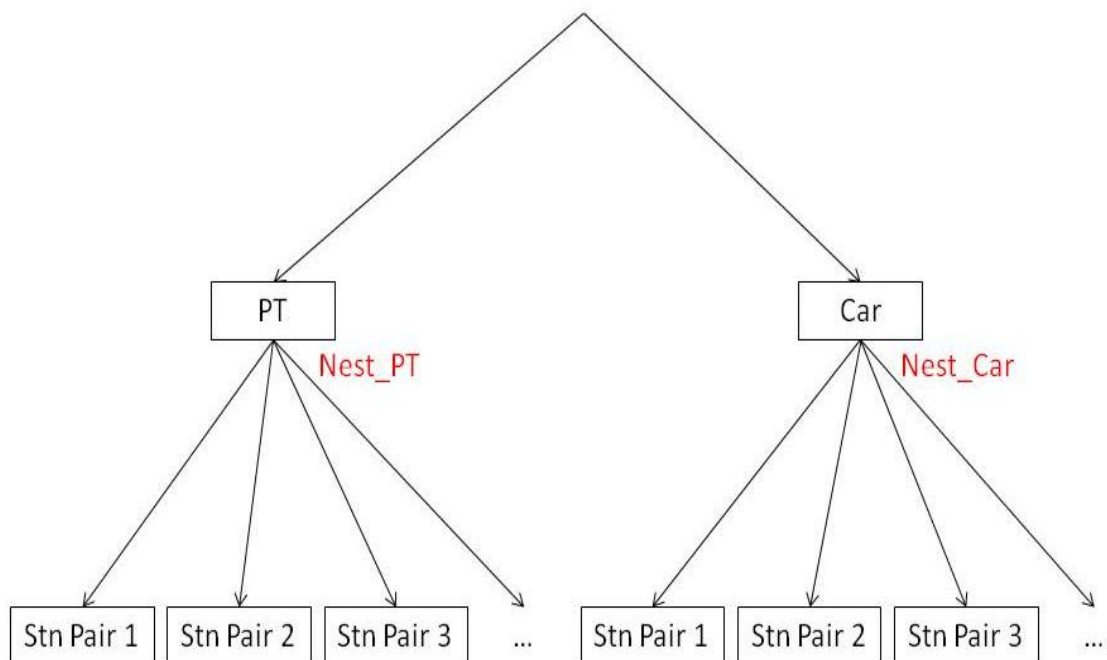 PT
Car
Nest_PT
Nest_Car
Stn Pair 1
Stn Pair 2
Stn Pair 3
...
Stn Pair 1
Stn Pair 2
Stn Pair 3
...